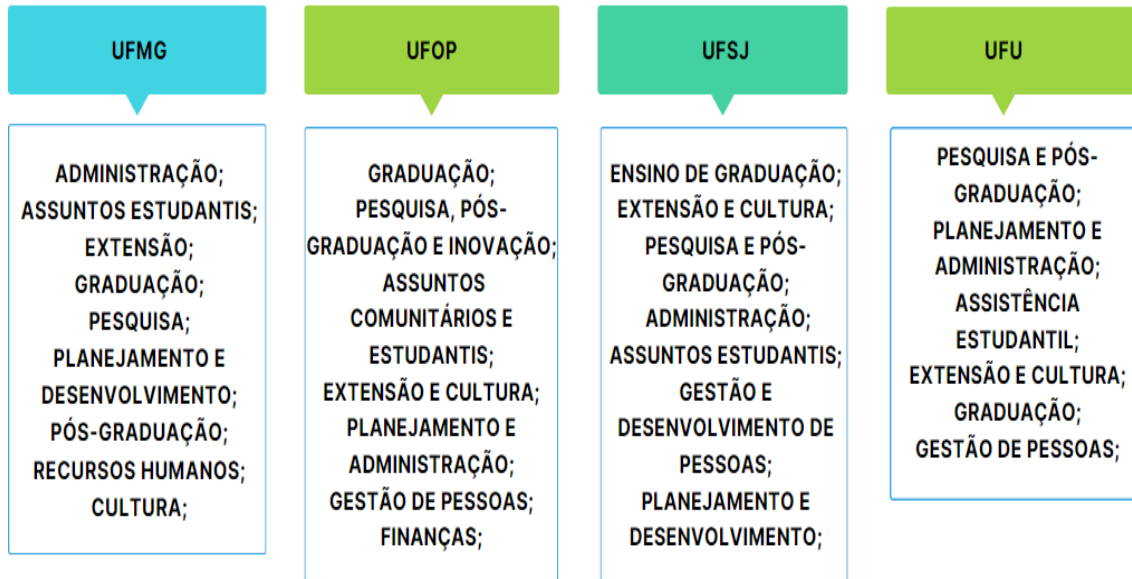 UFMG
ADMINISTRAÇÃO;
ASSUNTOS ESTUDANTIS;
EXTENSÃO;
GRADUAÇÃO;
PESQUISA;
PLANEJAMENTO E
DESENVOLVIMENTO;
PÓS-GRADUAÇÃO;
RECURSOS HUMANOS;
CULTURA;
UFOP
GRADUAÇÃO;
PESQUISA, PÓS-
GRADUAÇÃO E INOVAÇÃO;
ASSUNTOS
COMUNITÁRIOS E
ESTUDANTIS;
EXTENSÃO E CULTURA;
PLANEJAMENTO E
ADMINISTRAÇÃO;
GESTÃO DE PESSOAS;
FINANÇAS;
UFSJ
ENSINO DE GRADUAÇÃO;
EXTENSÃO E CULTURA;
PESQUISA E PÓS-
GRADUAÇÃO;
ADMINISTRAÇÃO;
ASSUNTOS ESTUDANTIS;
GESTÃO E
DESENVOLVIMENTO DE
PESSOAS;
PLANEJAMENTO E
DESENVOLVIMENTO;
UFU
PESQUISA E PÓS-
GRADUAÇÃO;
PLANEJAMENTO E
ADMINISTRAÇÃO;
ASSISTÊNCIA
ESTUDANTIL;
EXTENSÃO E CULTURA;
GRADUAÇÃO;
GESTÃO DE PESSOAS;